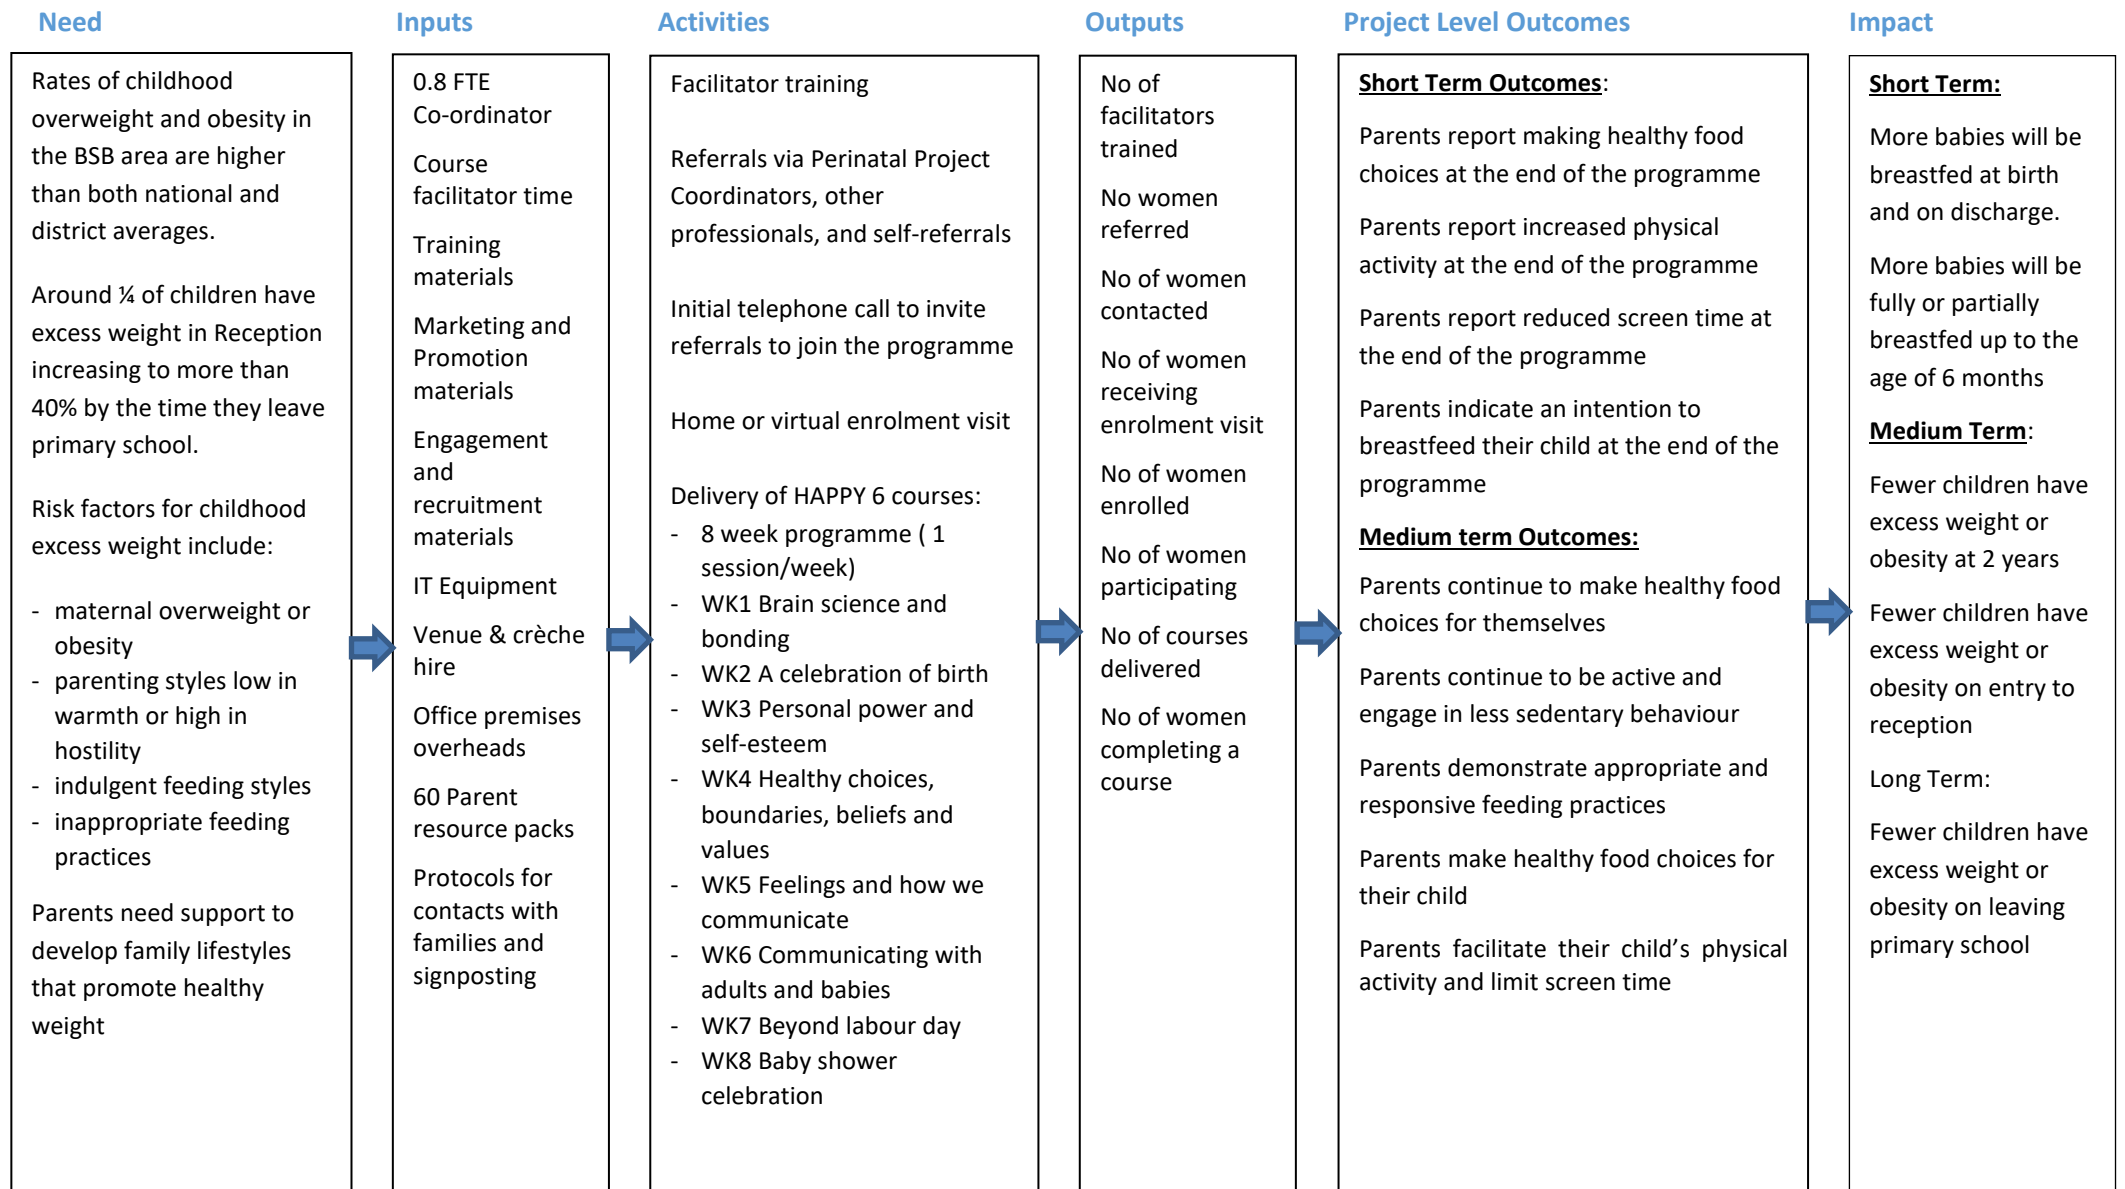 Need
Rates of childhood
overweight and obesity in
the BSB area are higher
than both national and
district averages.
Around ¼ of children have
excess weight in Reception
increasing to more than
40% by the time they leave
primary school.
Risk factors for childhood
excess weight include:
- maternal overweight or
obesity
- parenting styles low in
warmth or high in
hostility
- indulgent feeding styles
- inappropriate feeding
practices
Parents need support to
develop family lifestyles
that promote healthy
weight
Inputs
0.8 FTE
Co-ordinator
Course
facilitator time
Training
materials
Marketing and
Promotion
materials
Engagement
and
recruitment
materials
IT Equipment
Venue & crèche
hire
Office premises
overheads
60 Parent
resource packs
Protocols for
contacts with
families and
signposting
Activities
Facilitator training
Referrals via Perinatal Project
Coordinators, other
professionals, and self-referrals
Initial telephone call to invite
referrals to join the programme
Home or virtual enrolment visit
Delivery of HAPPY 6 courses:
- 8 week programme ( 1
session/week)
- WK1 Brain science and
bonding
- WK2 A celebration of birth
- WK3 Personal power and
self-esteem
- WK4 Healthy choices,
boundaries, beliefs and
values
- WK5 Feelings and how we
communicate
- WK6 Communicating with
adults and babies
- WK7 Beyond labour day
- WK8 Baby shower
celebration
Outputs
No of
facilitators
trained
No women
referred
No of women
contacted
No of women
receiving
enrolment visit
No of women
enrolled
No of women
participating
No of courses
delivered
No of women
completing a
course
Project Level Outcomes
Short Term Outcomes:
Parents report making healthy food
choices at the end of the programme
Parents report increased physical
activity at the end of the programme
Parents report reduced screen time at
the end of the programme
Parents indicate an intention to
breastfeed their child at the end of the
programme
Medium term Outcomes:
Parents continue to make healthy food
choices for themselves
Parents continue to be active and
engage in less sedentary behaviour
Parents demonstrate appropriate and
responsive feeding practices
Parents make healthy food choices for
their child
Parents facilitate their child’s physical
activity and limit screen time
Impact
Short Term:
More babies will be
breastfed at birth
and on discharge.
More babies will be
fully or partially
breastfed up to the
age of 6 months
Medium Term:
Fewer children have
excess weight or
obesity at 2 years
Fewer children have
excess weight or
obesity on entry to
reception
Long Term:
Fewer children have
excess weight or
obesity on leaving
primary school